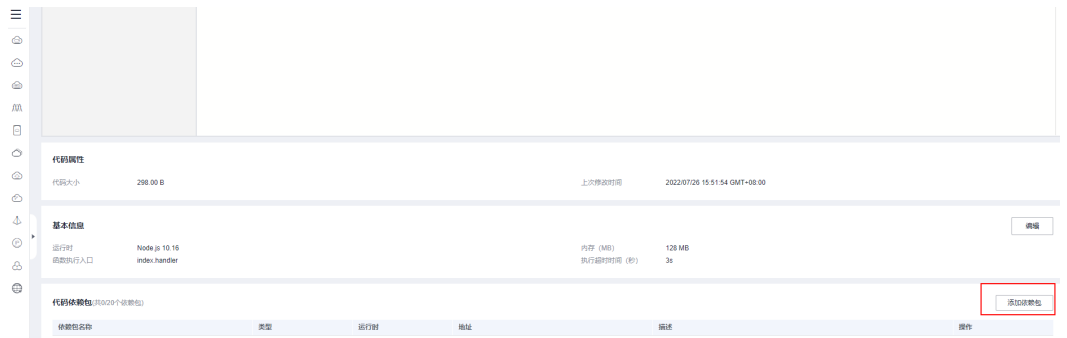 代码属性
代码大小 298.00 B 上次修改时间 2022/07/26 15:51:54 GMT+08:00
基本信息 编辑
运行时 Node.js 10.16 内存（MB） 128 MB
函数执行入口 index.handler 执行超时时间（秒） 3s
代码依赖包(共0/20个依赖包) 添加依赖包
依赖包名称 类型 运行时 地址 描述 操作